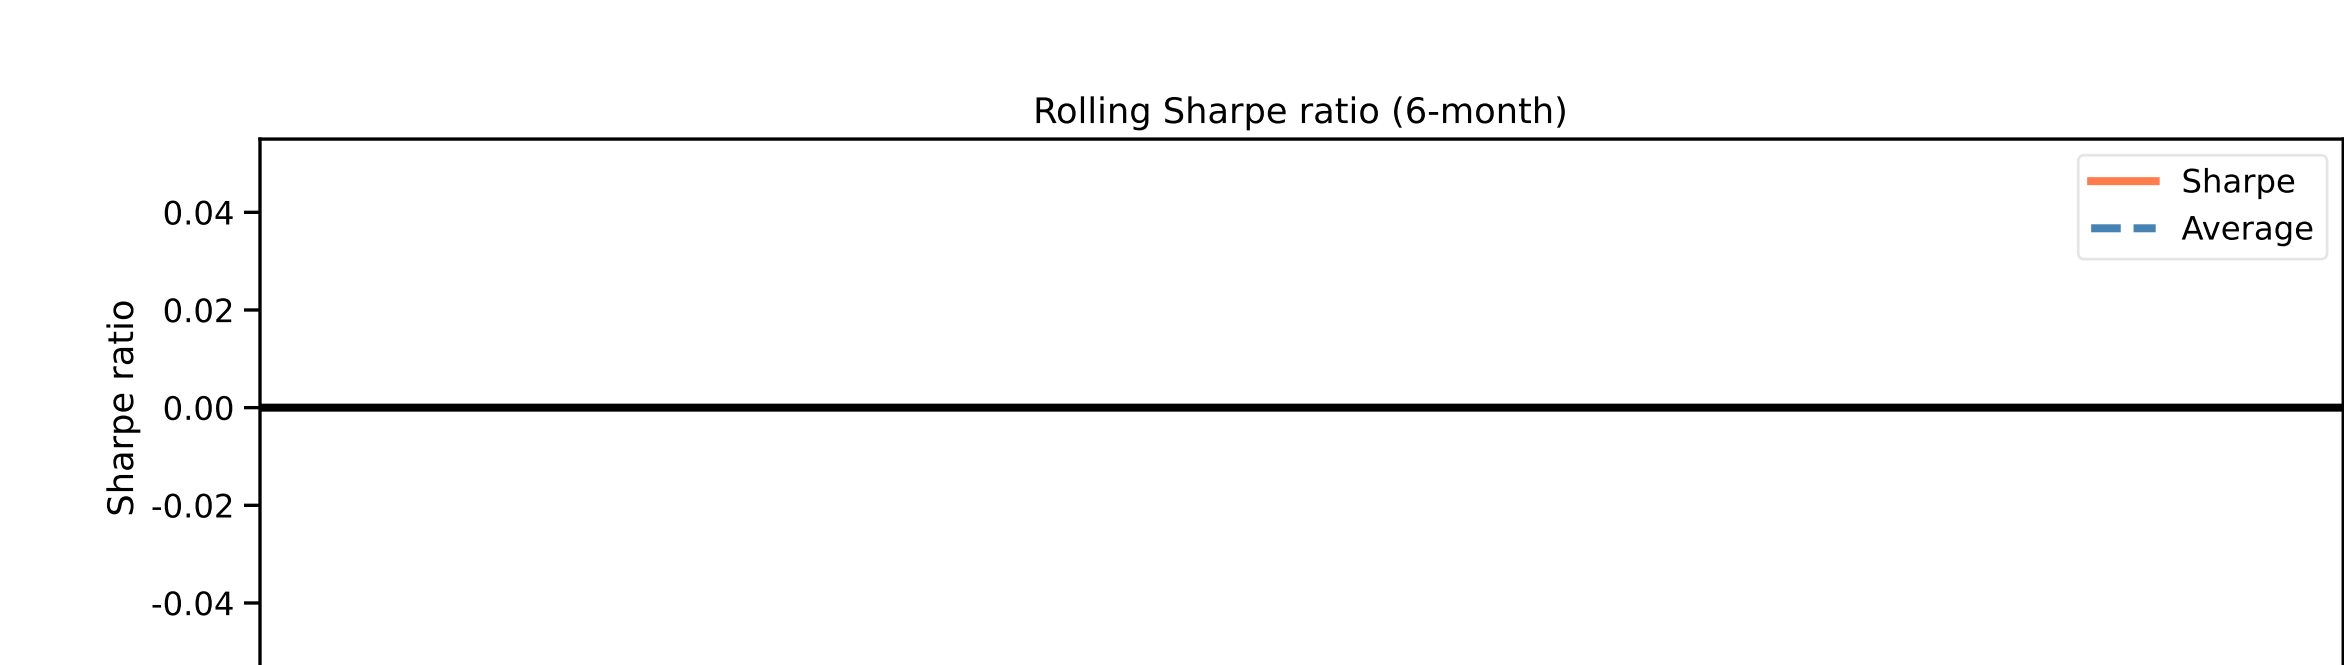 Rolling Sharpe ratio (6-month)
Sharpe
Average
0.04
0.02
0.00
-0.02
-0.04
Sharpe ratio